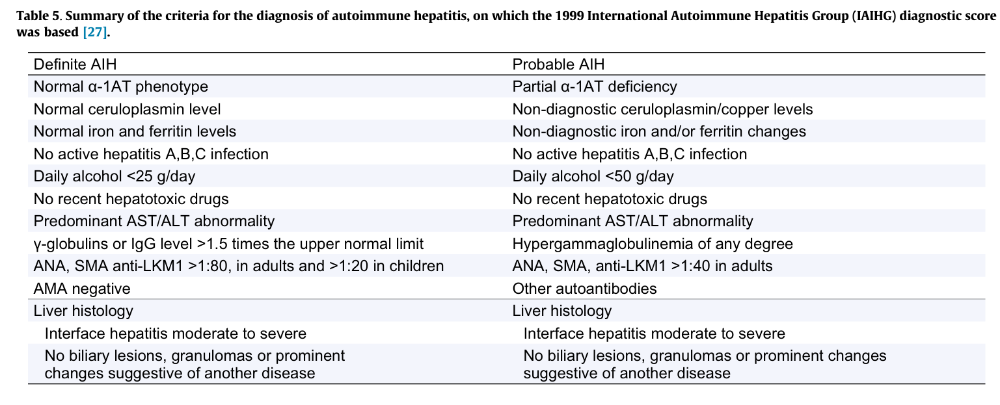 Table 5. Summary of the criteria for the diagnosis of autoimmune hepatitis, on which the 1999 International Autoimmune Hepatitis Group (IAIHG) diagnostic score
was based [27].
Definite AIH Probable AIH
Normal α-1AT phenotype Partial α-1AT deficiency
Normal ceruloplasmin level Non-diagnostic ceruloplasmin/copper levels
Normal iron and ferritin levels Non-diagnostic iron and/or ferritin changes
No active hepatitis A,B,C infection No active hepatitis A,B,C infection
Daily alcohol <25 g/day Daily alcohol <50 g/day
No recent hepatotoxic drugs No recent hepatotoxic drugs
Predominant AST/ALT abnormality Predominant AST/ALT abnormality
γ-globulins or IgG level >1.5 times the upper normal limit Hypergammaglobulinemia of any degree
ANA, SMA anti-LKM1 >1:80, in adults and >1:20 in children ANA, SMA, anti-LKM1 >1:40 in adults
AMA negative Other autoantibodies
Liver histology Liver histology
Interface hepatitis moderate to severe Interface hepatitis moderate to severe
No biliary lesions, granulomas or prominent No biliary lesions, granulomas or prominent changes
changes suggestive of another disease suggestive of another disease